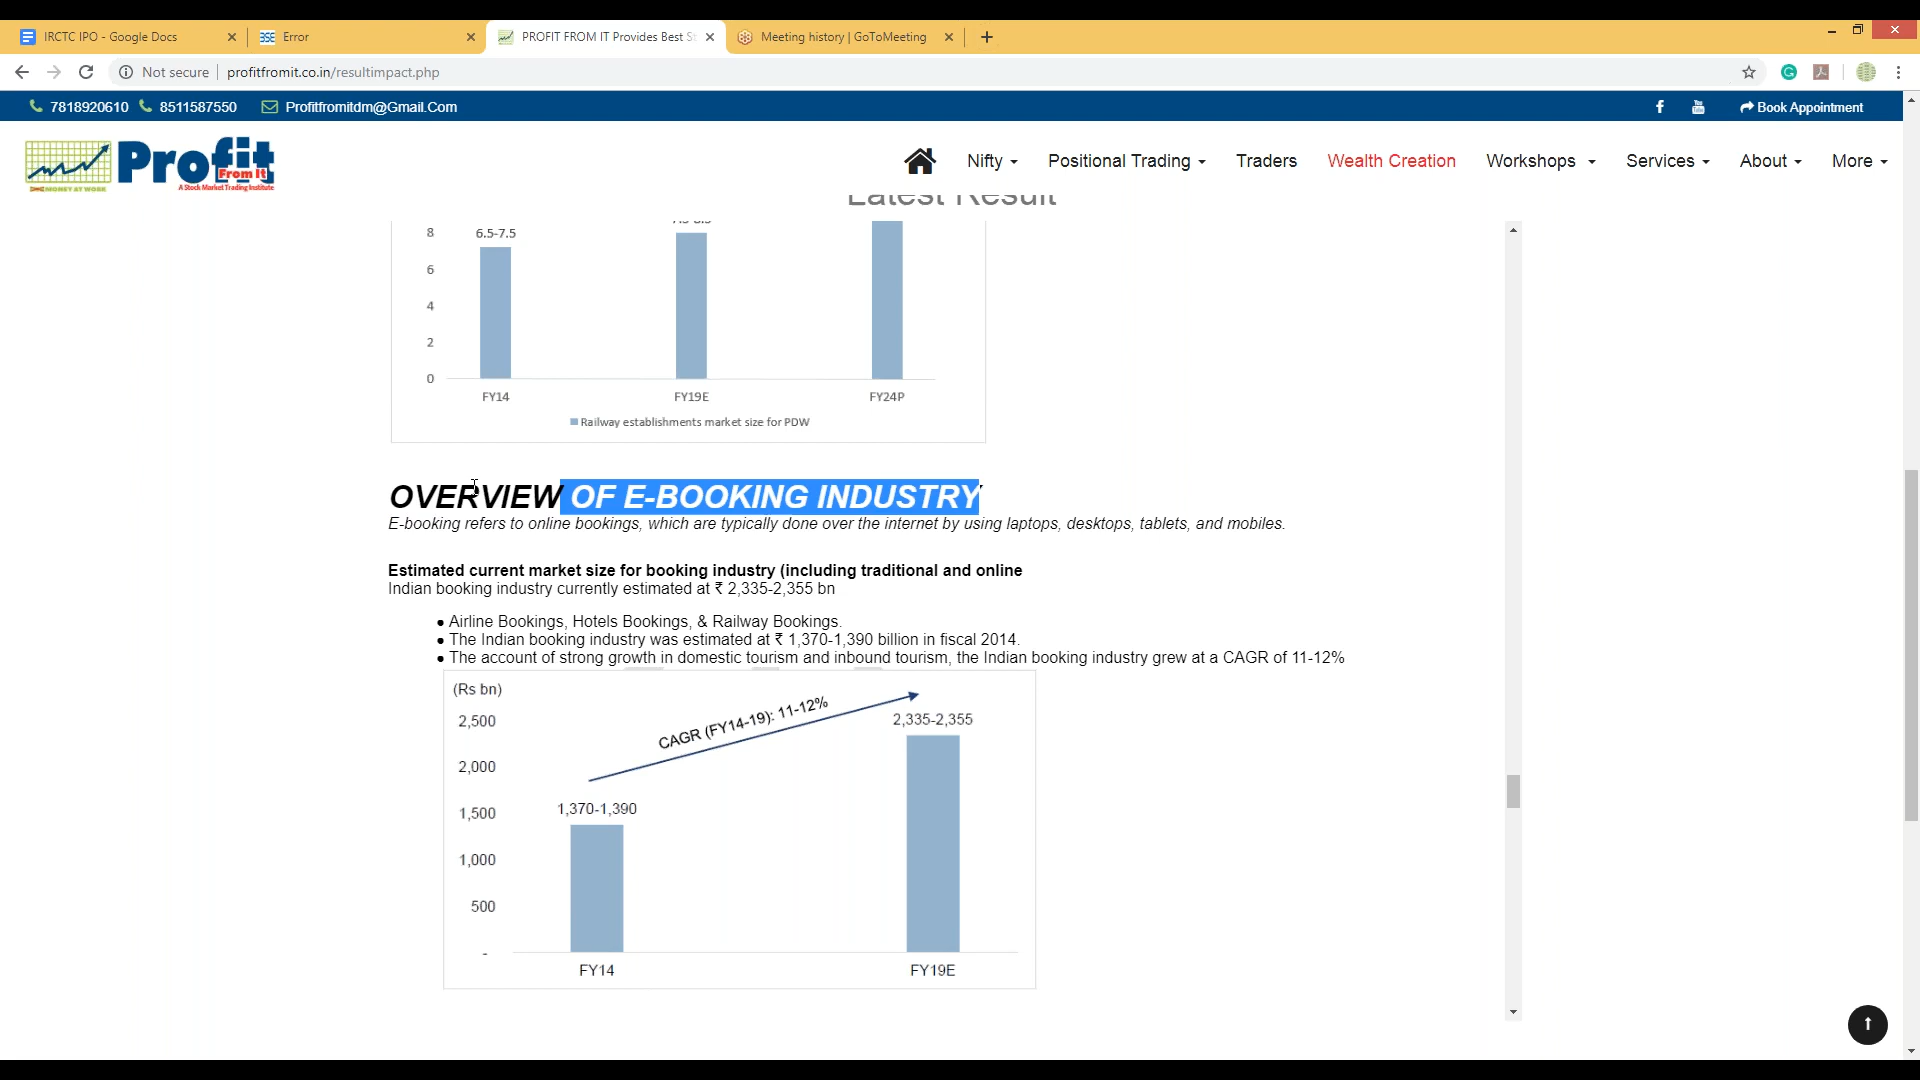 IRCTC IPO - Google Docs
BSE Error
PROFIT FROM IT Provides Best S
Meeting history | GoToMeeting
Not secure
profitfromit.co.in/resultimpact.php
7818920610 8511587550 Profitfromitdm@Gmail.Com
You Book Appointment
Profit
From It
A Stock Market Trading Institute
MONEY AT WORK
Nifty
Positional Trading
Traders
Wealth Creation
Workshops
Services
About
More
Latest Result
8
6.5-7.5
6
4
2
0
FY14 FY19E FY24P
Railway establishments market size for PDW
OVERVIEW OF E-BOOKING INDUSTRY
E-booking refers to online bookings, which are typically done over the internet by using laptops, desktops, tablets, and mobiles.
Estimated current market size for booking industry (including traditional and online
Indian booking industry currently estimated at ₹ 2,335-2,355 bn
● Airline Bookings, Hotels Bookings, & Railway Bookings.
● The Indian booking industry was estimated at ₹ 1,370-1,390 billion in fiscal 2014.
● The account of strong growth in domestic tourism and inbound tourism, the Indian booking industry grew at a CAGR of 11-12%
(Rs bn)
CAGR (FY14-19): 11-12%
2,500
2,335-2,355
2,000
1,370-1,390
1,500
1,000
500
-
FY14 FY19E